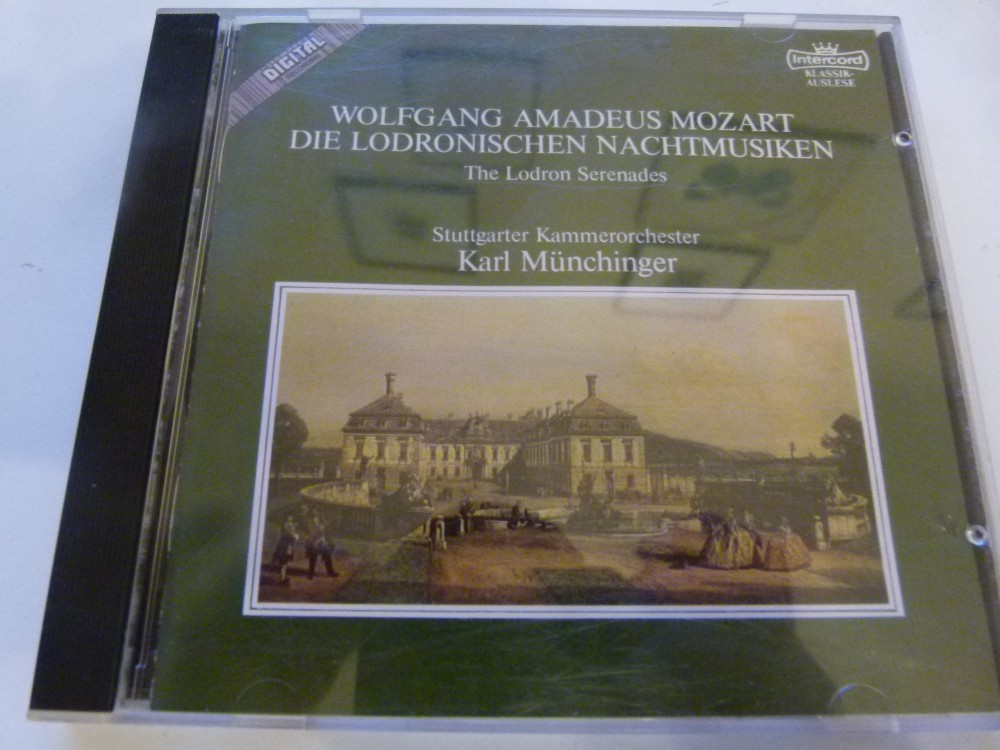 DIGITAL
Intercord
KLASSIK-
AUSLESE
WOLFGANG AMADEUS MOZART
DIE LODRONISCHEN NACHTMUSIKEN
The Lodron Serenades
Stuttgarter Kammerorchester
Karl Münchinger